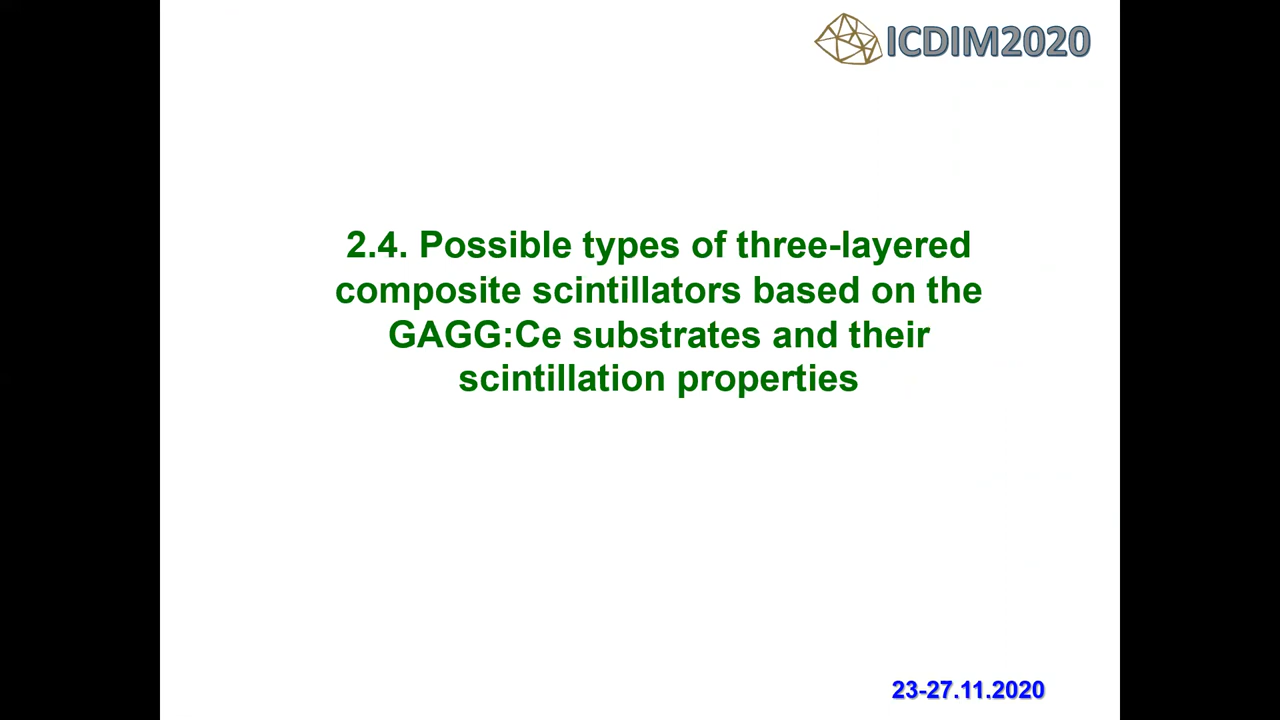 ICDIM2020
2.4. Possible types of three-layered
composite scintillators based on the
GAGG:Ce substrates and their
scintillation properties
23-27.11.2020